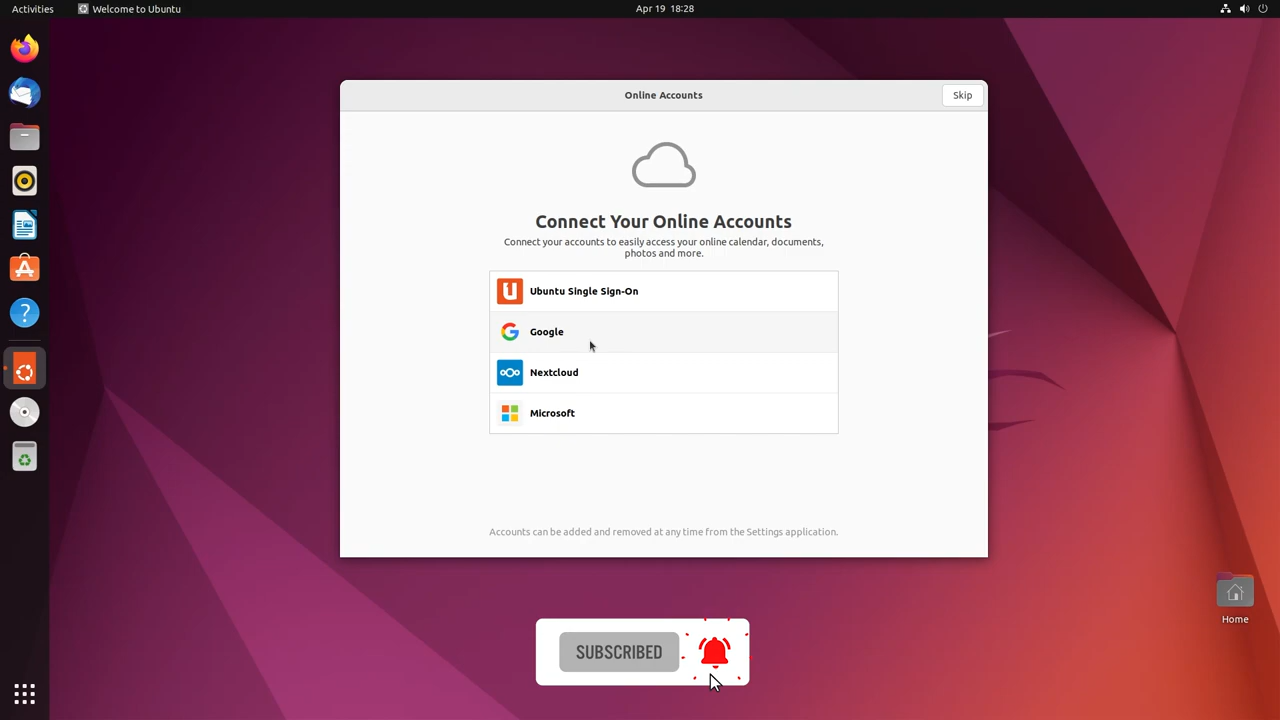 Activities
Welcome to Ubuntu
Apr 19 18:28
Online Accounts
Skip
Connect Your Online Accounts
Connect your accounts to easily access your online calendar, documents,
photos and more.
Ubuntu Single Sign-On
Google
Nextcloud
Microsoft
Accounts can be added and removed at any time from the Settings application.
Home
SUBSCRIBED